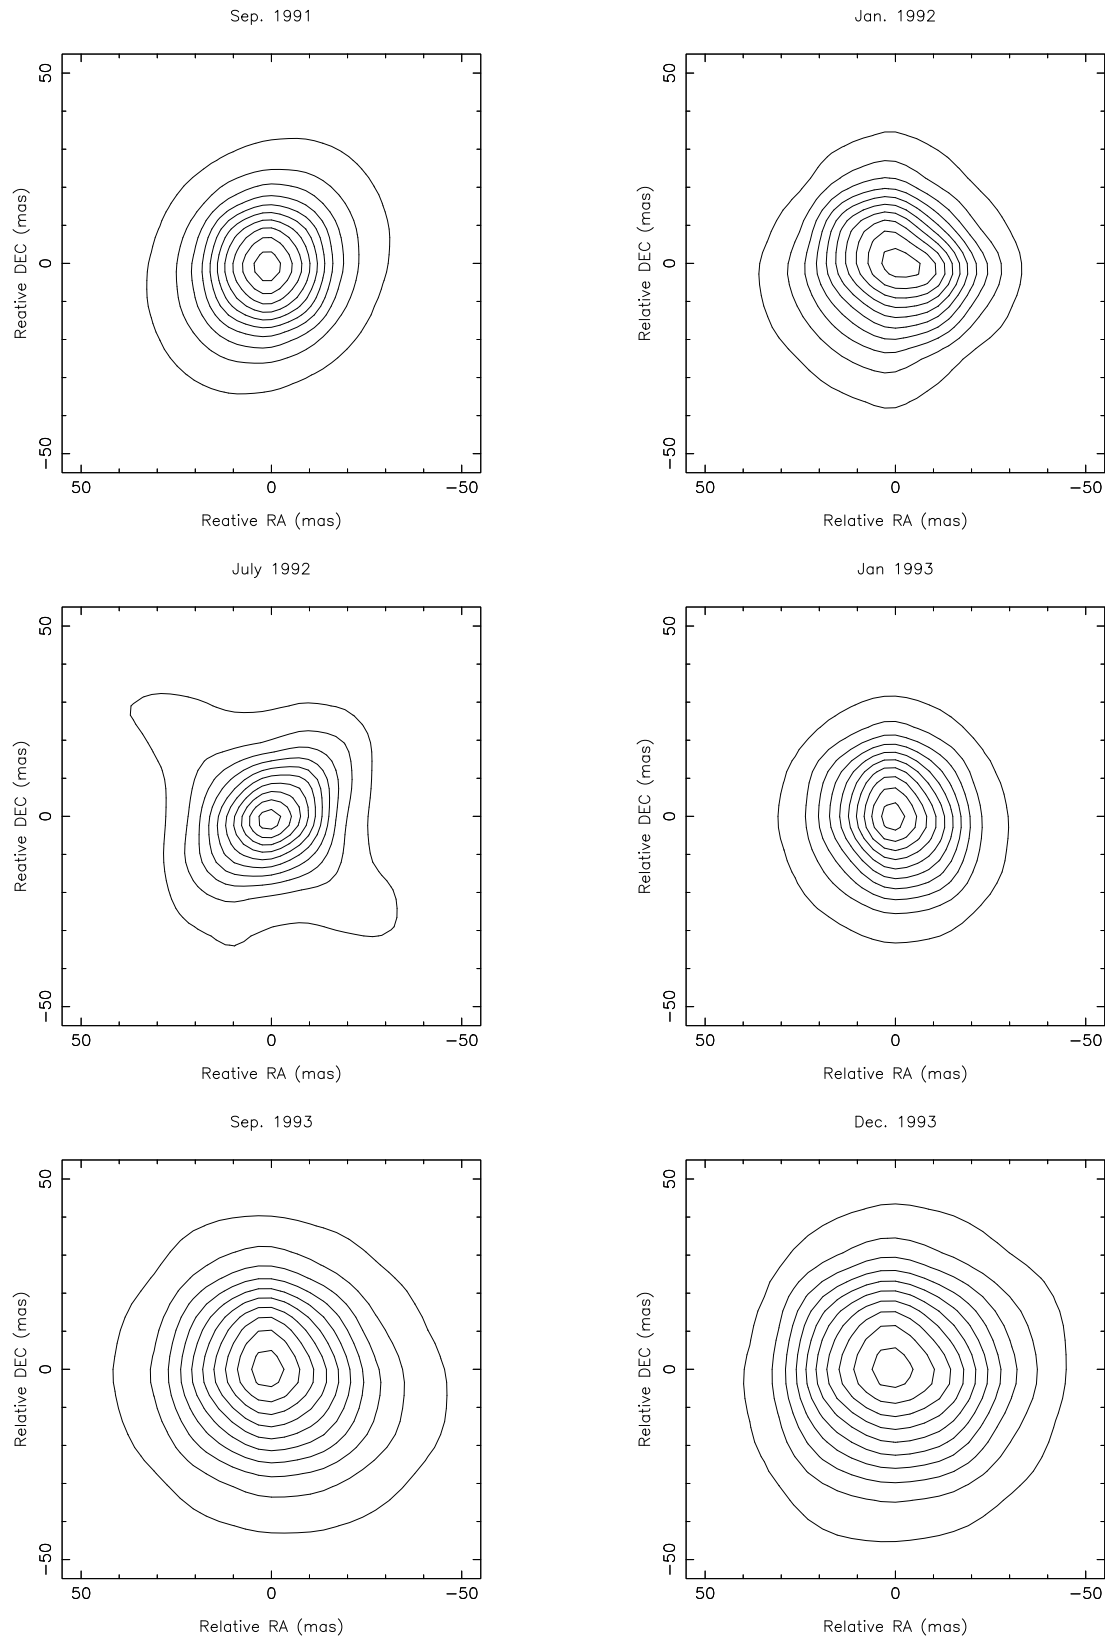 Sep. 1991
Jan. 1992
Reative DEC (mas)
50
0
−50
50
0
−50
Reative RA (mas)
Relative DEC (mas)
50
0
−50
50
0
−50
Relative RA (mas)
July 1992
Jan 1993
Reative DEC (mas)
50
0
−50
50
0
−50
Reative RA (mas)
Relative DEC (mas)
50
0
−50
50
0
−50
Relative RA (mas)
Sep. 1993
Dec. 1993
Relative DEC (mas)
50
0
−50
50
0
−50
Relative RA (mas)
Relative DEC (mas)
50
0
−50
50
0
−50
Relative RA (mas)